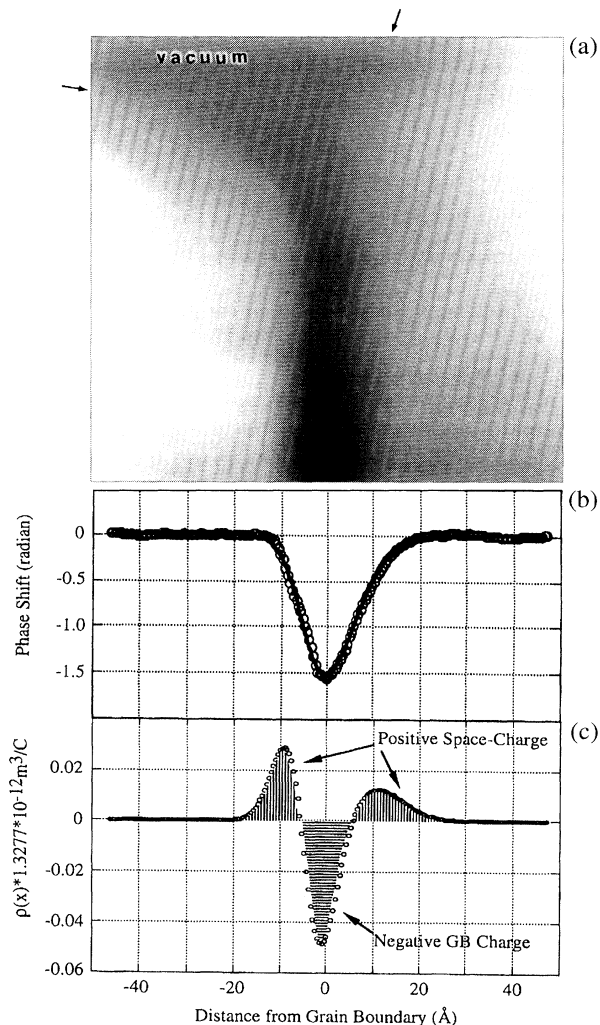 (a)
vacuum
(b)
0
-0.5
-1.0
-1.5
Phase Shift (radian)
(c)
Positive Space-Charge
0.02
0
-0.02
-0.04
-0.06
ρ(x)*1.3277*10⁻¹²m³/C
Negative GB Charge
-40 -20 0 20 40
Distance from Grain Boundary (Å)